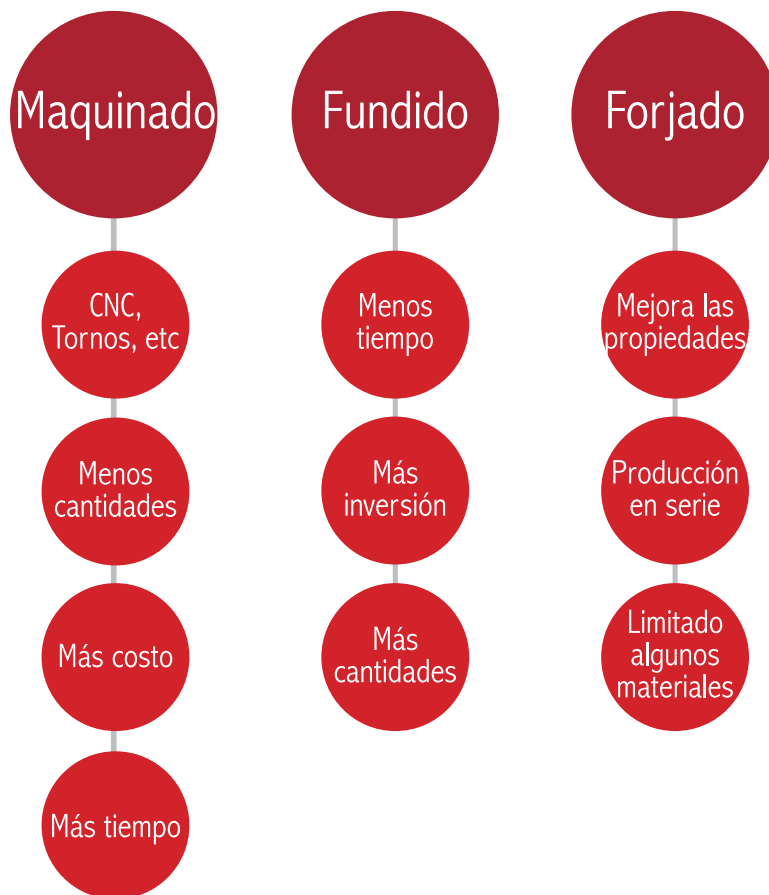 Maquinado
CNC,
Tornos, etc
Menos
cantidades
Más costo
Más tiempo
Fundido
Menos
tiempo
Más
inversión
Más
cantidades
Forjado
Mejora las
propiedades
Producción
en serie
Limitado
algunos
materiales